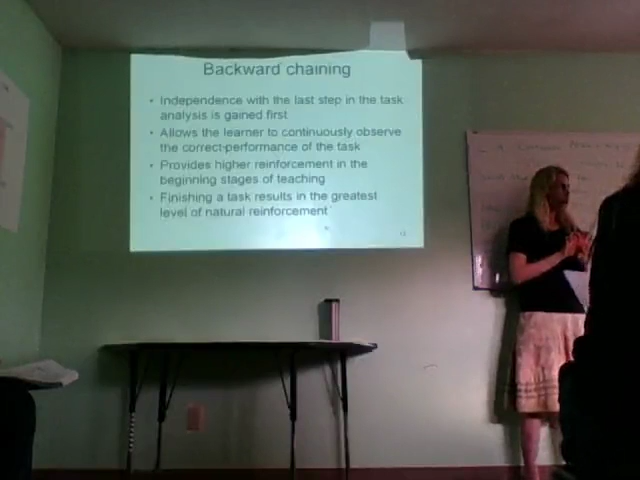 Backward chaining
• Independence with the last step in the task
analysis is gained first
• Allows the learner to continuously observe
the correct performance of the task
• Provides higher reinforcement in the
beginning stages of teaching
• Finishing a task results in the greatest
level of natural reinforcement